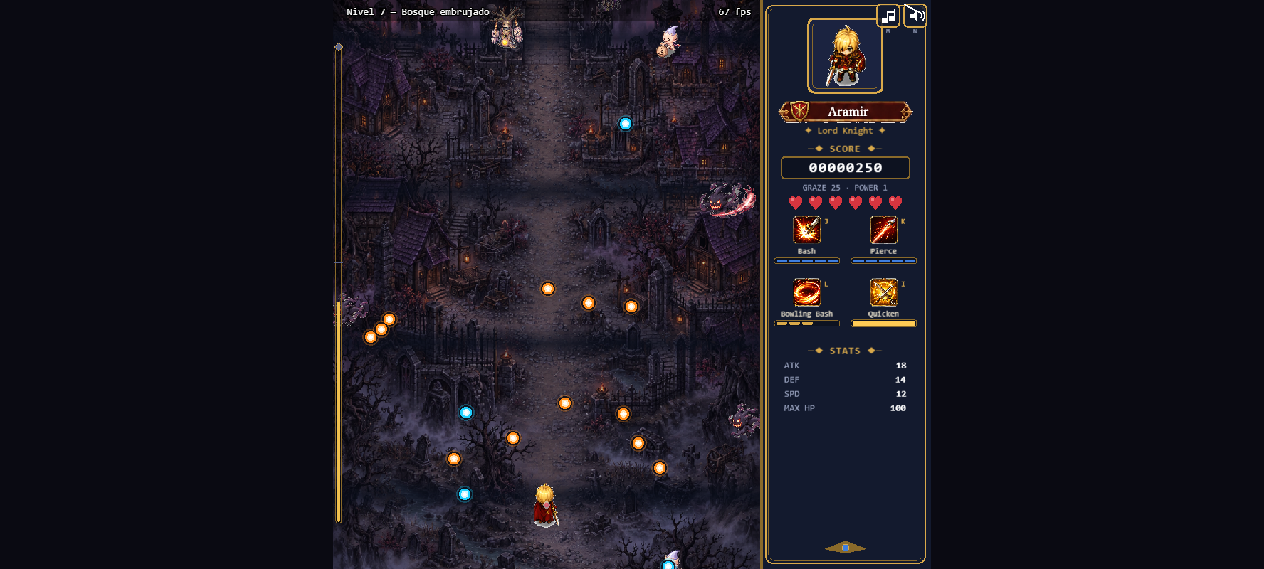 Nivel 7 — Bosque embrujado
67 fps
M
N
Aramir
Lord Knight
SCORE
00000250
GRAZE 25 · POWER 1
J
K
Bash
Pierce
L
I
Bowling Bash
Quicken
STATS
ATK 18
DEF 14
SPD 12
MAX HP 100